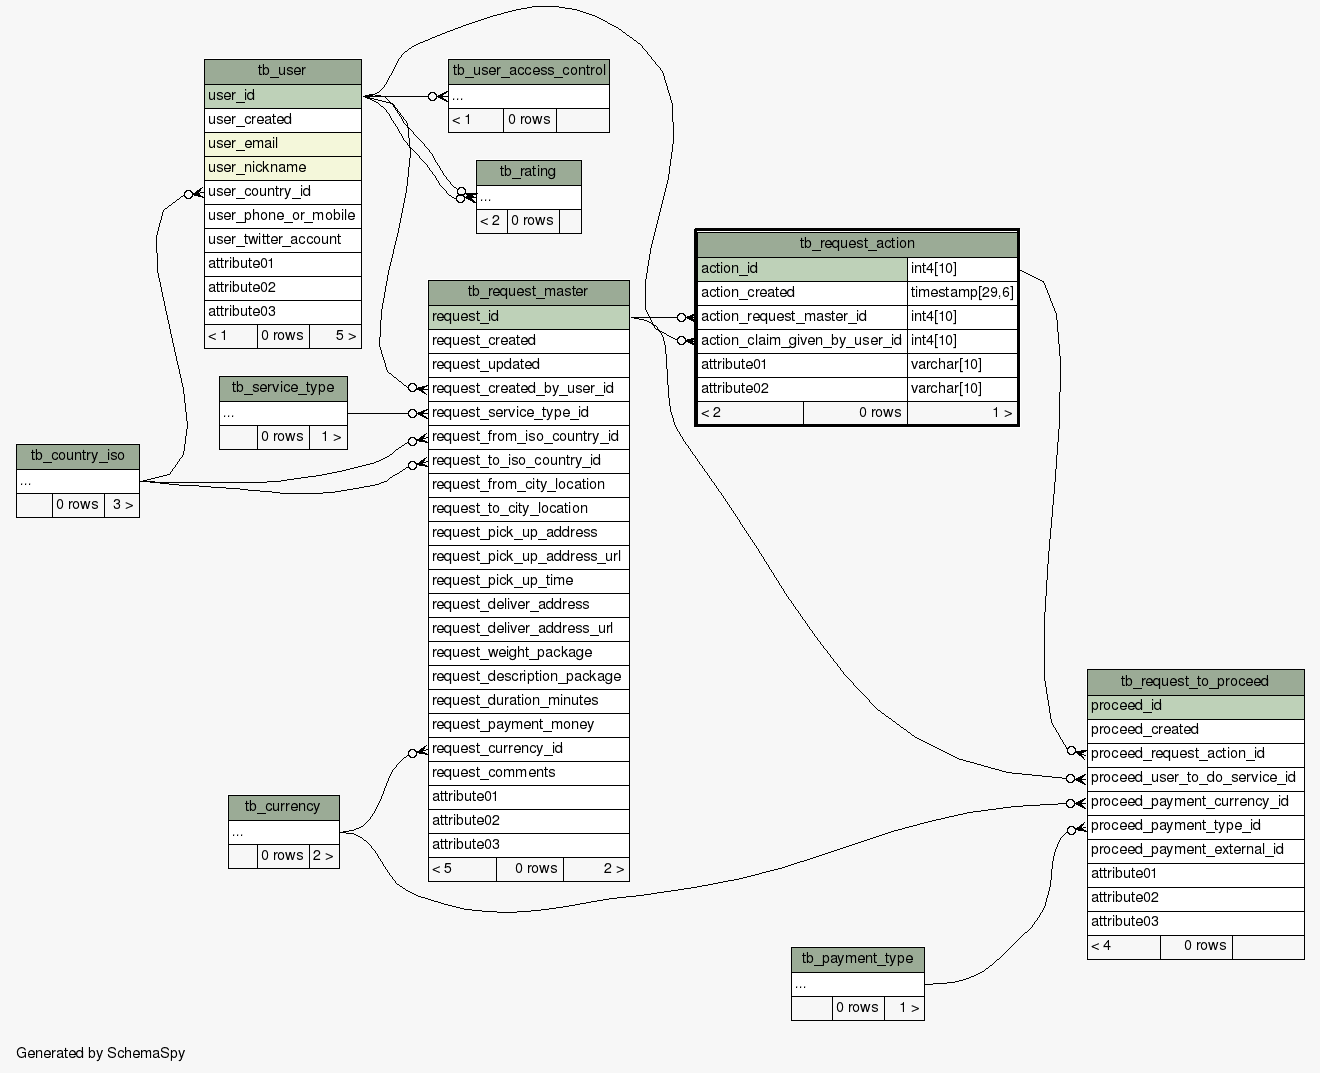 tb_user
user_id
user_created
user_email
user_nickname
user_country_id
user_phone_or_mobile
user_twitter_account
attribute01
attribute02
attribute03
< 1 0 rows 5 >
tb_user_access_control
...
< 1 0 rows
tb_rating
...
< 2 0 rows
tb_request_action
action_id int4[10]
action_created timestamp[29,6]
action_request_master_id int4[10]
action_claim_given_by_user_id int4[10]
attribute01 varchar[10]
attribute02 varchar[10]
< 2 0 rows 1 >
tb_request_master
request_id
request_created
request_updated
request_created_by_user_id
request_service_type_id
request_from_iso_country_id
request_to_iso_country_id
request_from_city_location
request_to_city_location
request_pick_up_address
request_pick_up_address_url
request_pick_up_time
request_deliver_address
request_deliver_address_url
request_weight_package
request_description_package
request_duration_minutes
request_payment_money
request_currency_id
request_comments
attribute01
attribute02
attribute03
< 5 0 rows 2 >
tb_service_type
...
0 rows 1 >
tb_country_iso
...
0 rows 3 >
tb_currency
...
0 rows 2 >
tb_request_to_proceed
proceed_id
proceed_created
proceed_request_action_id
proceed_user_to_do_service_id
proceed_payment_currency_id
proceed_payment_type_id
proceed_payment_external_id
attribute01
attribute02
attribute03
< 4 0 rows
tb_payment_type
...
0 rows 1 >
Generated by SchemaSpy